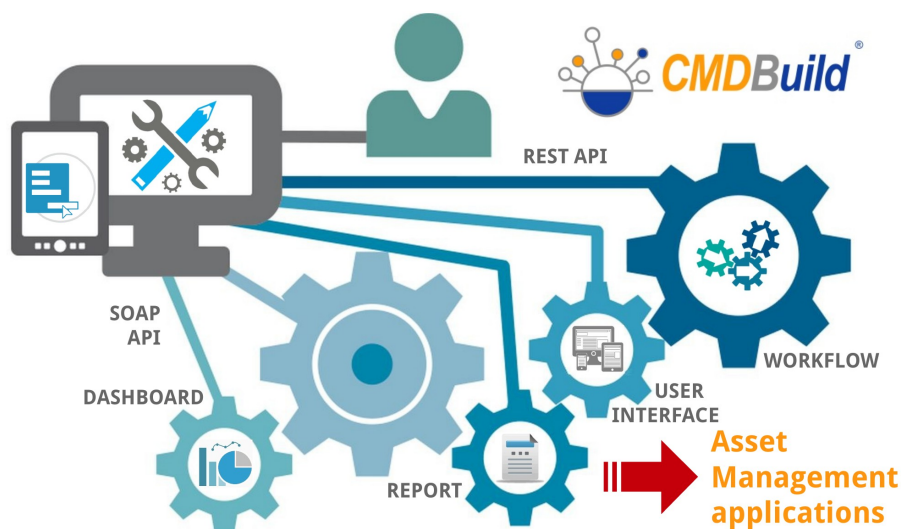 CMDBuild®
REST API
SOAP
API
WORKFLOW
DASHBOARD
USER
INTERFACE
REPORT
Asset
Management
applications